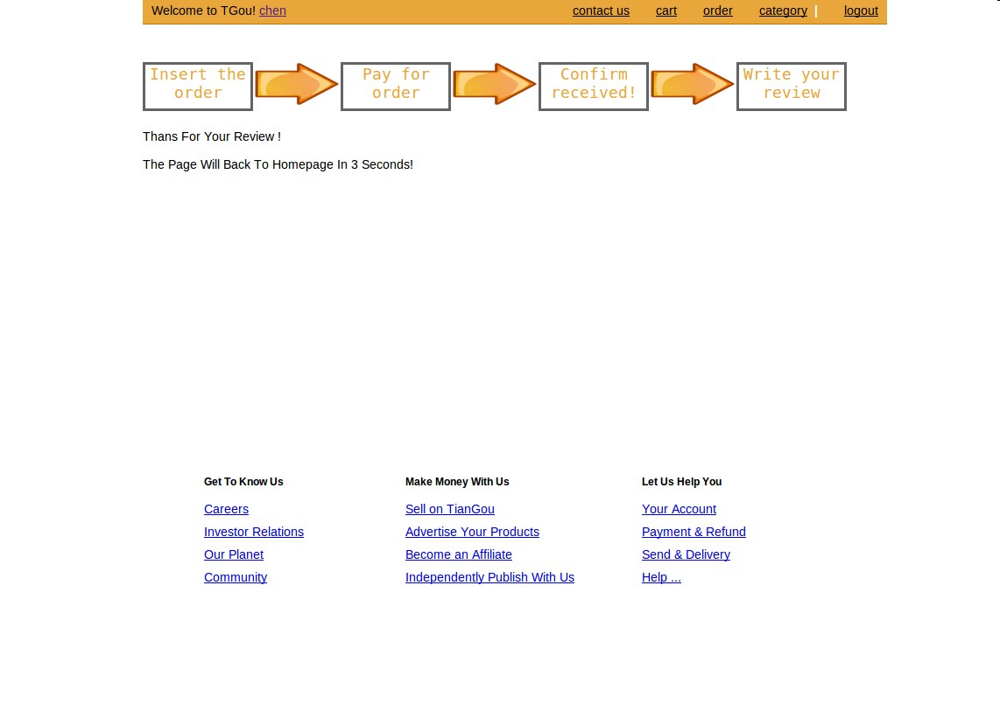 Welcome to TGou! chen contact us cart order category | logout
Insert the order
Pay for order
Confirm received!
Write your review
Thans For Your Review !
The Page Will Back To Homepage In 3 Seconds!
Get To Know Us
Careers
Investor Relations
Our Planet
Community
Make Money With Us
Sell on TianGou
Advertise Your Products
Become an Affiliate
Independently Publish With Us
Let Us Help You
Your Account
Payment & Refund
Send & Delivery
Help ...